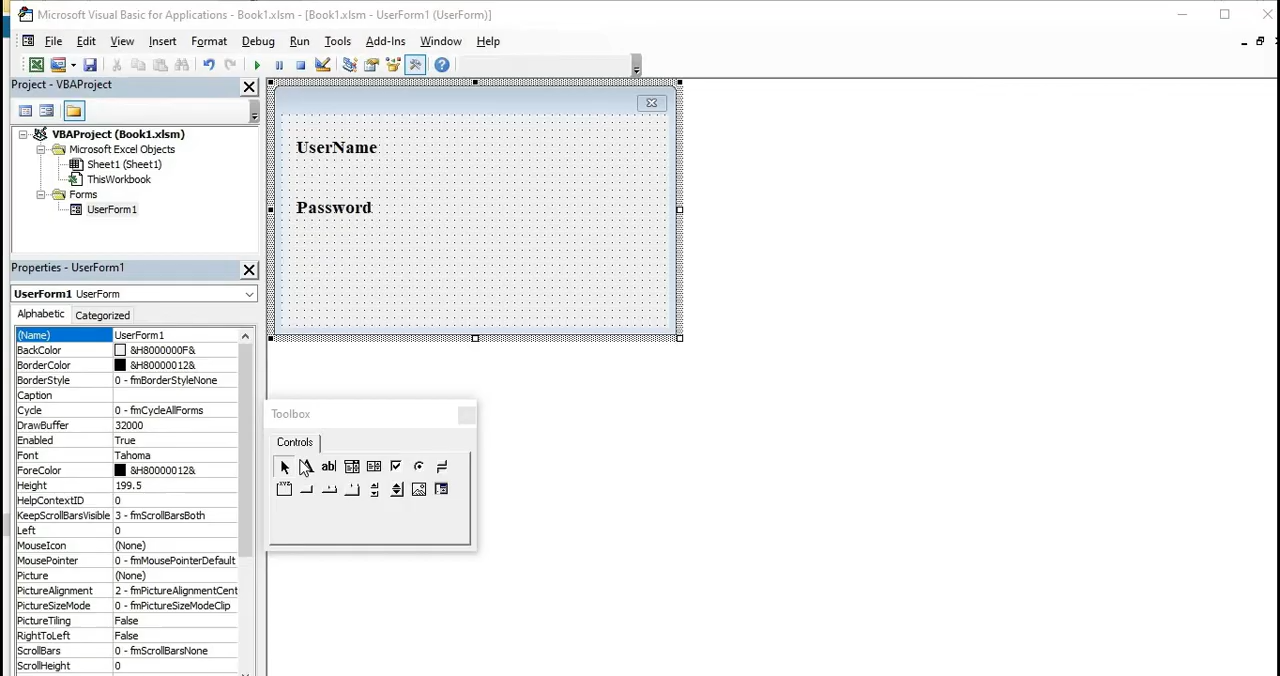 Microsoft Visual Basic for Applications - Book1.xlsm - [Book1.xlsm - UserForm1 (UserForm)]
File Edit View Insert Format Debug Run Tools Add-Ins Window Help
Project - VBAProject
VBAProject (Book1.xlsm)
Microsoft Excel Objects
Sheet1 (Sheet1)
ThisWorkbook
Forms
UserForm1
Properties - UserForm1
UserForm1 UserForm
Alphabetic Categorized
(Name) UserForm1
BackColor &H8000000F&
BorderColor &H80000012&
BorderStyle 0 - fmBorderStyleNone
Caption
Cycle 0 - fmCycleAllForms
DrawBuffer 32000
Enabled True
Font Tahoma
ForeColor &H80000012&
Height 199.5
HelpContextID 0
KeepScrollBarsVisible 3 - fmScrollBarsBoth
Left 0
MouseIcon (None)
MousePointer 0 - fmMousePointerDefault
Picture (None)
PictureAlignment 2 - fmPictureAlignmentCent
PictureSizeMode 0 - fmPictureSizeModeClip
PictureTiling False
RightToLeft False
ScrollBars 0 - fmScrollBarsNone
ScrollHeight 0
UserName
Password
Toolbox
Controls
A ab|